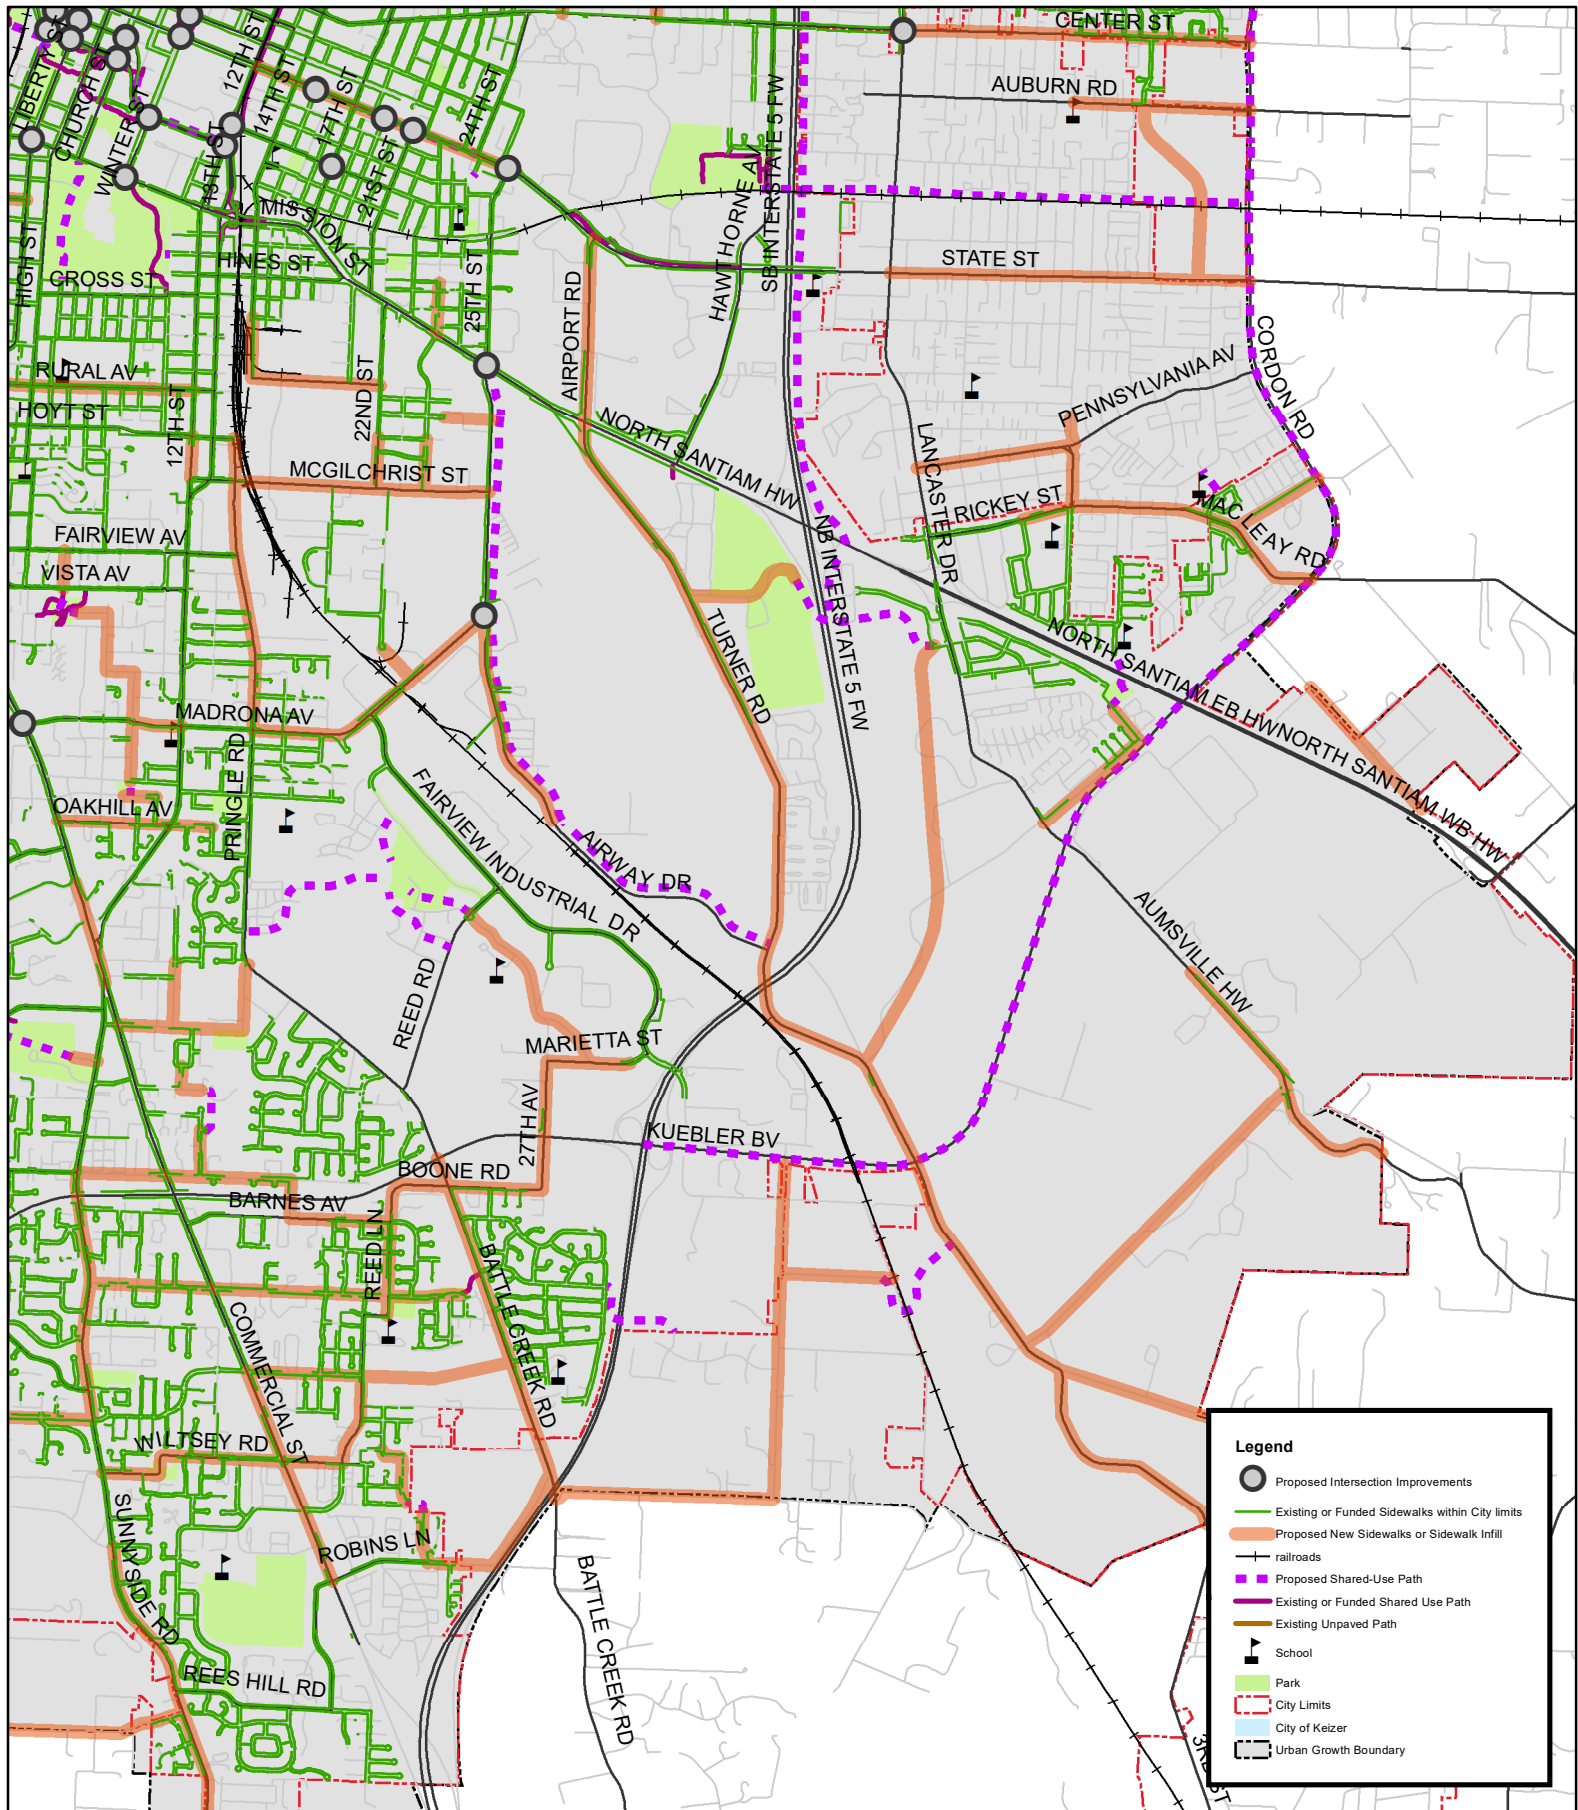 CENTER ST
AUBURN RD
LIBERTY ST
CHURCH ST
WINTER ST
12TH ST
14TH ST
17TH ST
24TH ST
13TH ST
21ST ST
MISSION ST
HINES ST
HIGH ST
CROSS ST
25TH ST
HAWTHORNE AV
SB INTERSTATE 5 FW
STATE ST
AIRPORT RD
RURAL AV
HOYT ST
12TH ST
22ND ST
CORDON RD
PENNSYLVANIA AV
NORTH SANTIAM HW
LANCASTER DR
MCGILCHRIST ST
RICKEY ST
MACLEAY RD
FAIRVIEW AV
VISTA AV
NB INTERSTATE 5 FW
TURNER RD
NORTH SANTIAM EB HW
NORTH SANTIAM WB HW
MADRONA AV
PRINGLE RD
OAKHILL AV
FAIRVIEW INDUSTRIAL DR
AIRWAY DR
AUMSVILLE HW
REED RD
MARIETTA ST
27TH AV
KUEBLER BV
BOONE RD
BARNES AV
REED LN
BATTLE CREEK RD
COMMERCIAL ST
WILTSEY RD
SUNNYSIDE RD
ROBINS LN
BATTLE CREEK RD
REES HILL RD
3RD ST
Legend
Proposed Intersection Improvements
Existing or Funded Sidewalks within City limits
Proposed New Sidewalks or Sidewalk Infill
railroads
Proposed Shared-Use Path
Existing or Funded Shared Use Path
Existing Unpaved Path
School
Park
City Limits
City of Keizer
Urban Growth Boundary